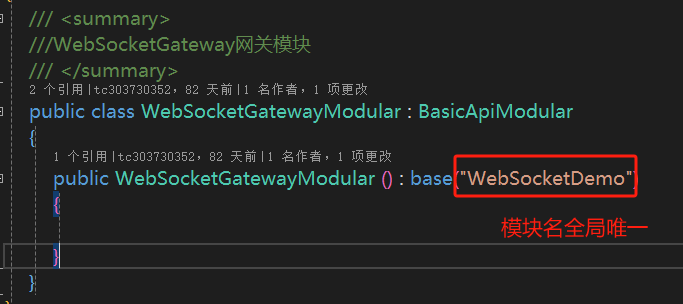 /// <summary>
///WebSocketGateway网关模块
/// </summary>
2 个引用|tc303730352，82 天前|1 名作者，1 项更改
public class WebSocketGatewayModular : BasicApiModular
{
1 个引用|tc303730352，82 天前|1 名作者，1 项更改
public WebSocketGatewayModular () : base("WebSocketDemo")
{
模块名全局唯一
}
}